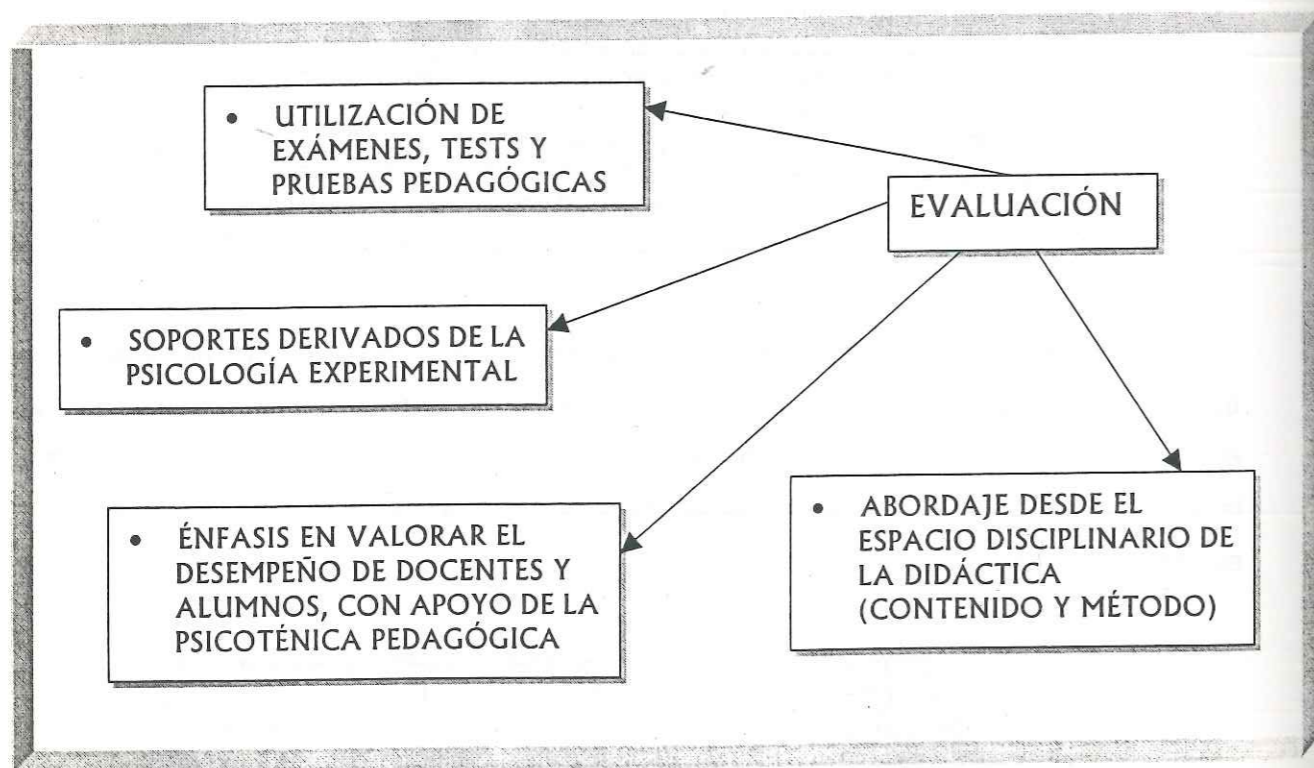 • UTILIZACIÓN DE
EXÁMENES, TESTS Y
PRUEBAS PEDAGÓGICAS
EVALUACIÓN
• SOPORTES DERIVADOS DE LA
PSICOLOGÍA EXPERIMENTAL
• ÉNFASIS EN VALORAR EL
DESEMPEÑO DE DOCENTES Y
ALUMNOS, CON APOYO DE LA
PSICOTÉNICA PEDAGÓGICA
• ABORDAJE DESDE EL
ESPACIO DISCIPLINARIO DE
LA DIDÁCTICA
(CONTENIDO Y MÉTODO)